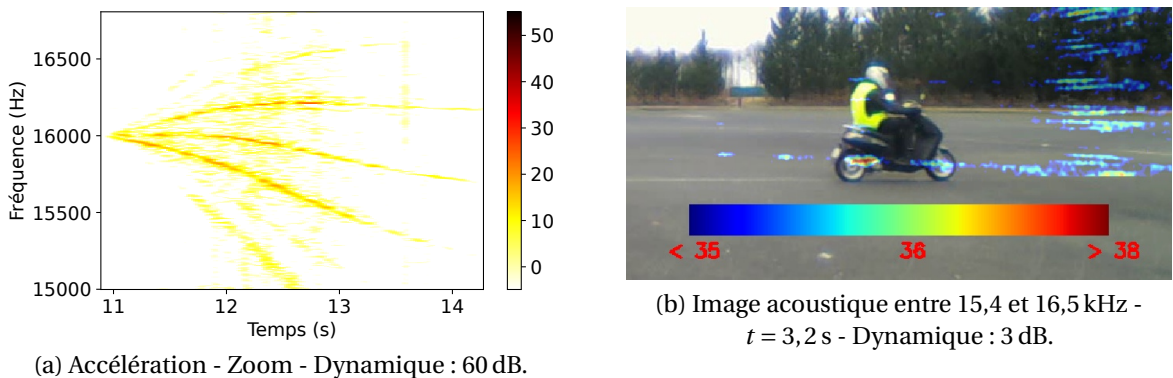 16500
16000
15500
15000
Fréquence (Hz)
11 12 13 14
Temps (s)
50
40
30
20
10
0
(a) Accélération - Zoom - Dynamique : 60 dB.
< 35 36 > 38
(b) Image acoustique entre 15,4 et 16,5 kHz -
t = 3,2 s - Dynamique : 3 dB.